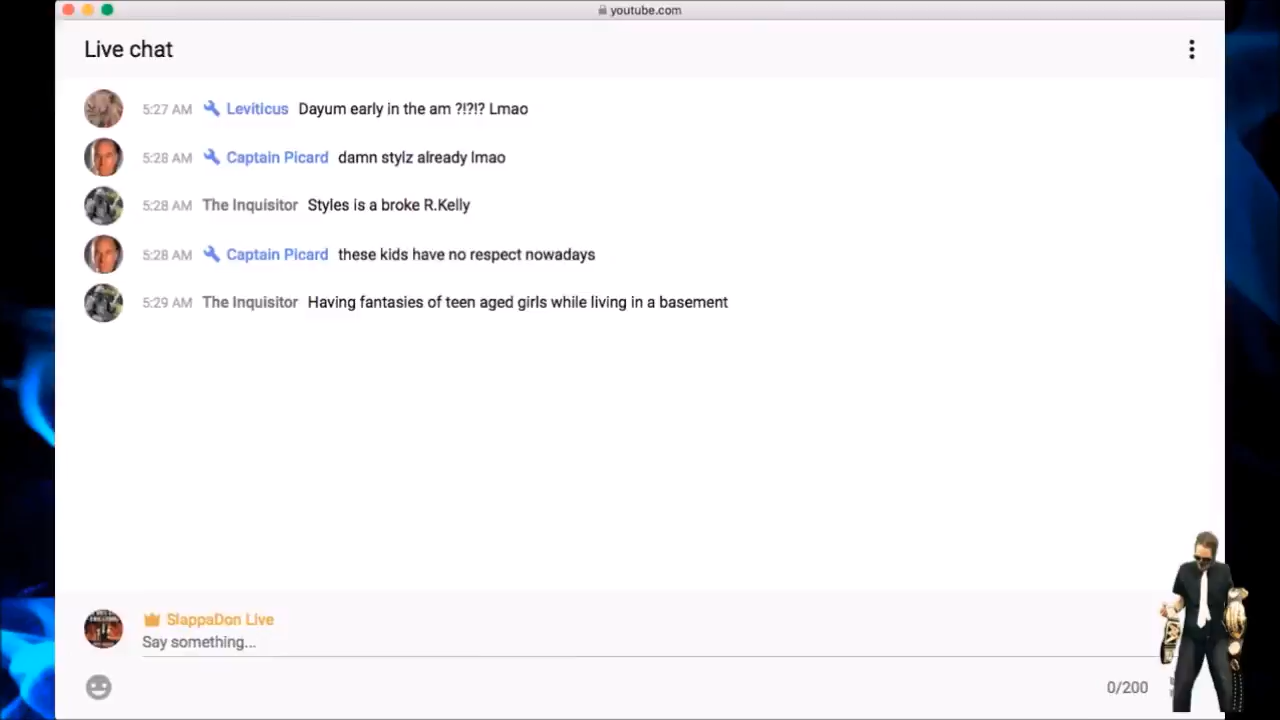 youtube.com
Live chat
5:27 AM Leviticus Dayum early in the am ?!?!? Lmao
5:28 AM Captain Picard damn stylz already lmao
5:28 AM The Inquisitor Styles is a broke R.Kelly
5:28 AM Captain Picard these kids have no respect nowadays
5:29 AM The Inquisitor Having fantasies of teen aged girls while living in a basement
SlappaDon Live
Say something...
0/200